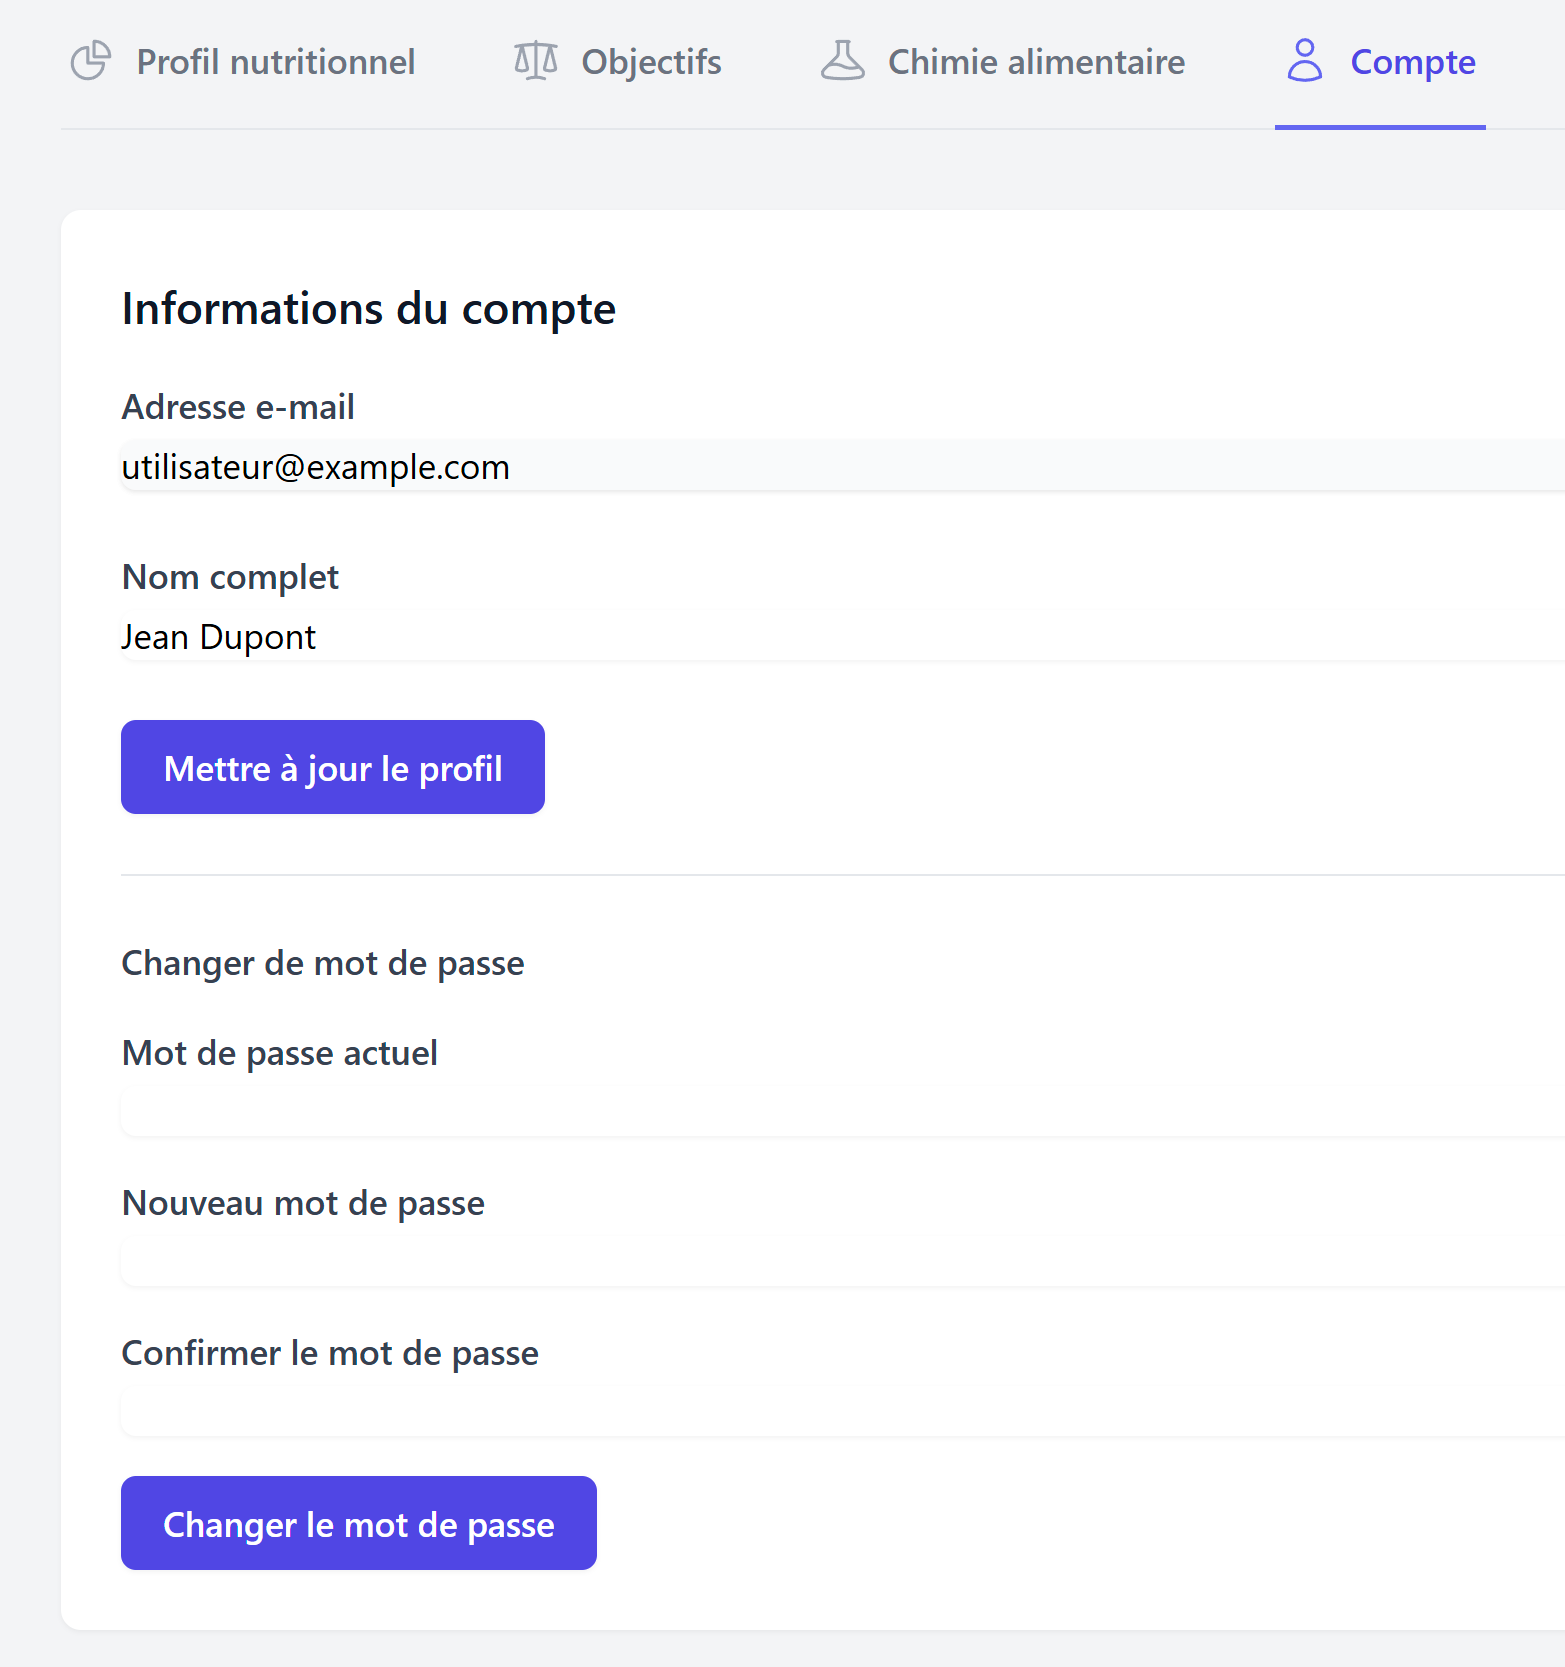 Profil nutritionnel Objectifs Chimie alimentaire Compte
Informations du compte
Adresse e-mail
utilisateur@example.com
Nom complet
Jean Dupont
Mettre à jour le profil
Changer de mot de passe
Mot de passe actuel
Nouveau mot de passe
Confirmer le mot de passe
Changer le mot de passe